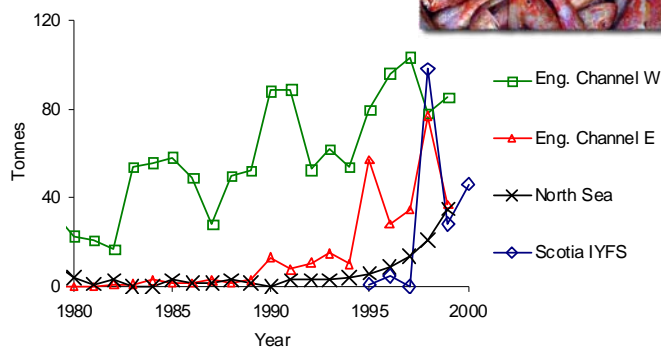 120
80
40
0
Tonnes
1980 1985 1990 1995 2000
Year
Eng. Channel W
Eng. Channel E
North Sea
Scotia IYFS